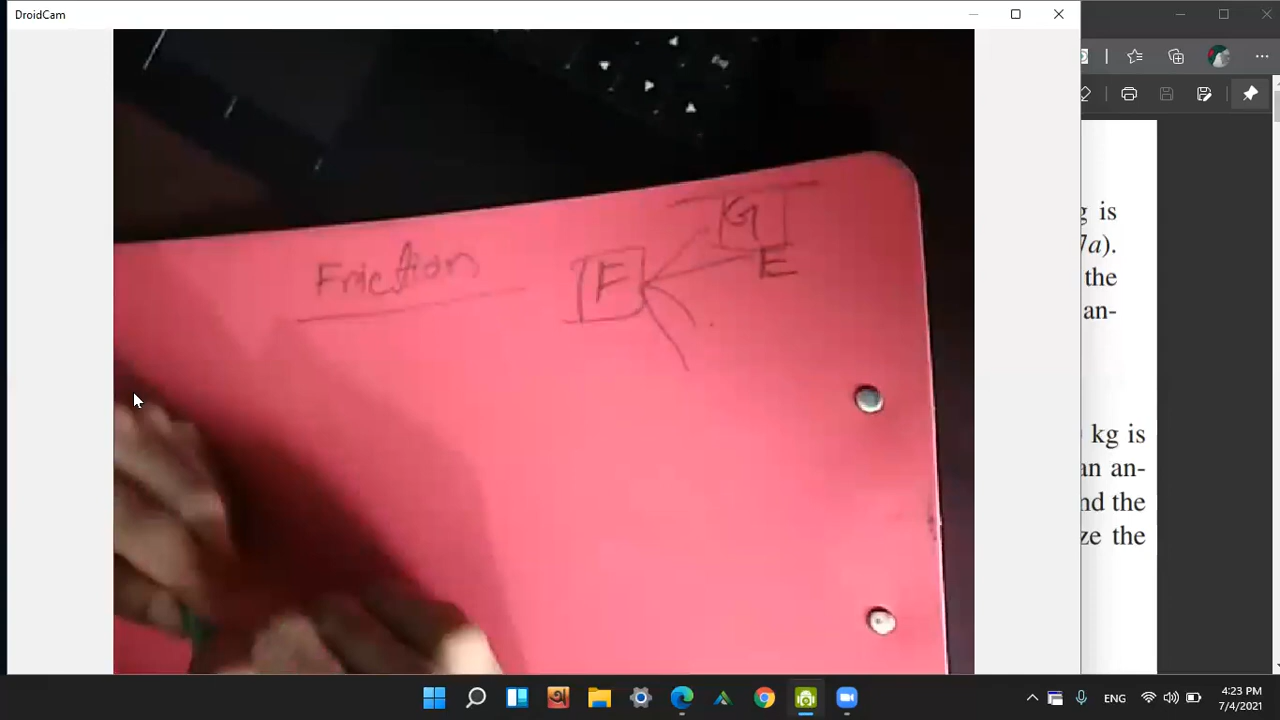 DroidCam
Friction
F
G
E
g is
7a).
the
an-
kg is
an an-
nd the
ze the
ENG
4:23 PM
7/4/2021